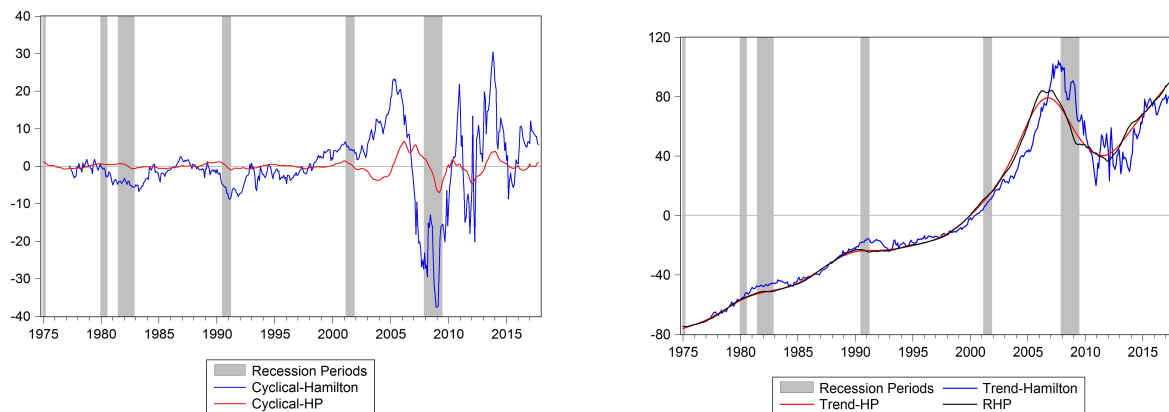 40
30
20
10
0
-10
-20
-30
-40
1975 1980 1985 1990 1995 2000 2005 2010 2015
Recession Periods
Cyclical-Hamilton
Cyclical-HP
120
80
40
0
-40
-80
1975 1980 1985 1990 1995 2000 2005 2010 2015
Recession Periods Trend-Hamilton
Trend-HP RHP